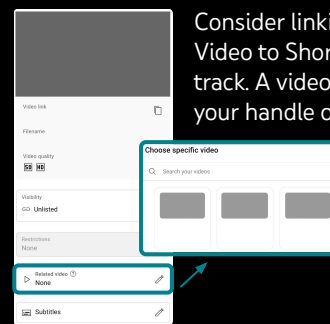 Consider linki
Video to Shor
track. A video
your handle o
Video link
Filename
Video quality
SD HD
Visibility
Unlisted
Restrictions
None
Related video
None
Subtitles
Choose specific video
Search your videos